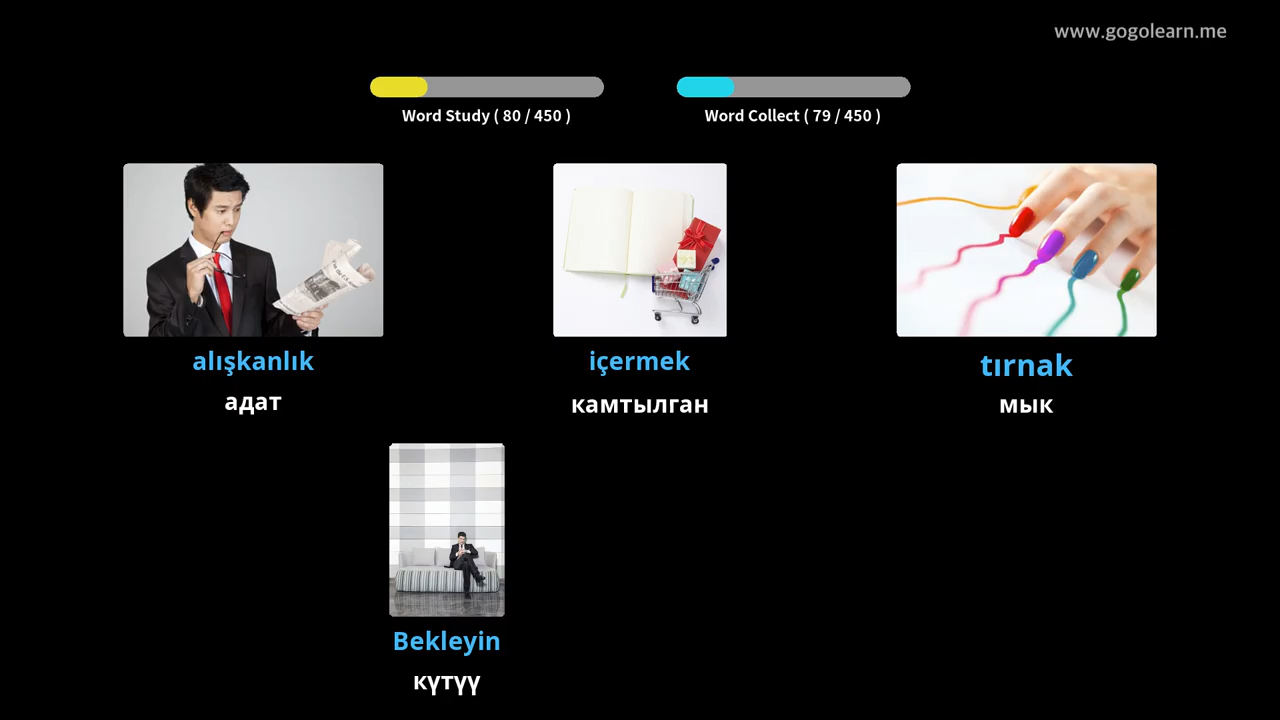 www.gogolearn.me
Word Study ( 80 / 450 )
Word Collect ( 79 / 450 )
alışkanlık
адат
içermek
камтылган
tırnak
мык
Bekleyin
күтүү